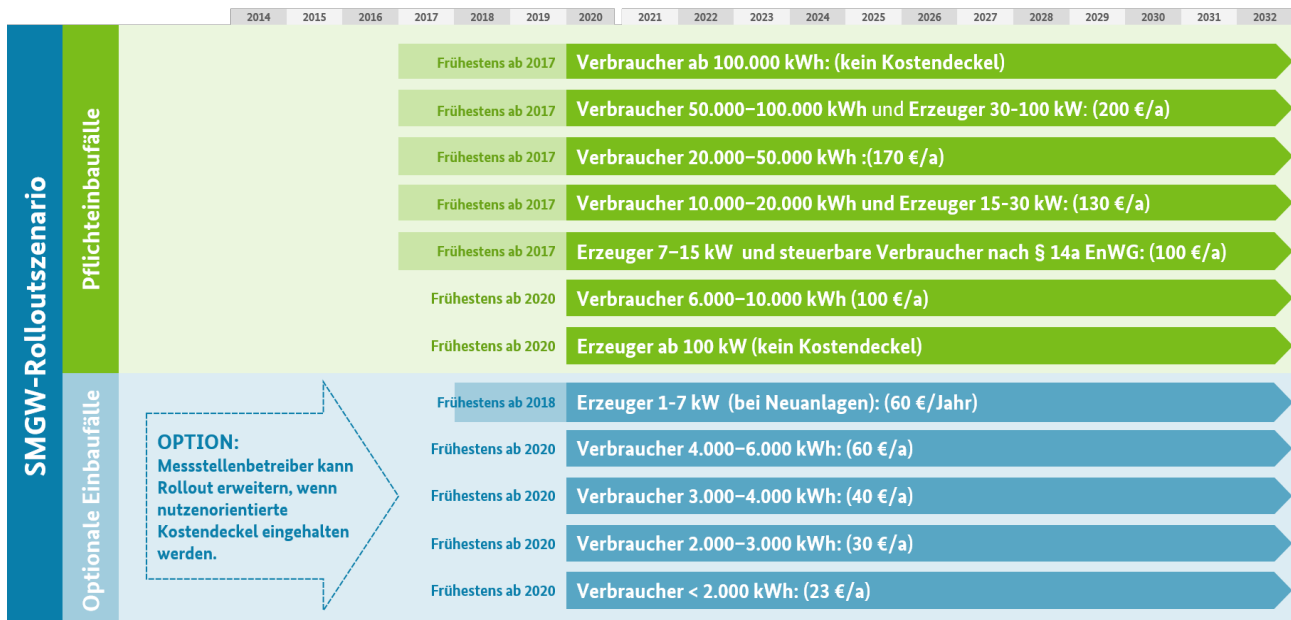 2014 2015 2016 2017 2018 2019 2020 2021 2022 2023 2024 2025 2026 2027 2028 2029 2030 2031 2032
SMGW-Rolloutszenario
Pflichteinbaufälle
Frühestens ab 2017 Verbraucher ab 100.000 kWh: (kein Kostendeckel)
Frühestens ab 2017 Verbraucher 50.000–100.000 kWh und Erzeuger 30-100 kW: (200 €/a)
Frühestens ab 2017 Verbraucher 20.000–50.000 kWh :(170 €/a)
Frühestens ab 2017 Verbraucher 10.000–20.000 kWh und Erzeuger 15-30 kW: (130 €/a)
Frühestens ab 2017 Erzeuger 7–15 kW und steuerbare Verbraucher nach § 14a EnWG: (100 €/a)
Frühestens ab 2020 Verbraucher 6.000–10.000 kWh (100 €/a)
Frühestens ab 2020 Erzeuger ab 100 kW (kein Kostendeckel)
Optionale Einbaufälle
OPTION:
Messstellenbetreiber kann
Rollout erweitern, wenn
nutzenorientierte
Kostendeckel eingehalten
werden.
Frühestens ab 2018 Erzeuger 1-7 kW (bei Neuanlagen): (60 €/Jahr)
Frühestens ab 2020 Verbraucher 4.000–6.000 kWh: (60 €/a)
Frühestens ab 2020 Verbraucher 3.000–4.000 kWh: (40 €/a)
Frühestens ab 2020 Verbraucher 2.000–3.000 kWh: (30 €/a)
Frühestens ab 2020 Verbraucher < 2.000 kWh: (23 €/a)